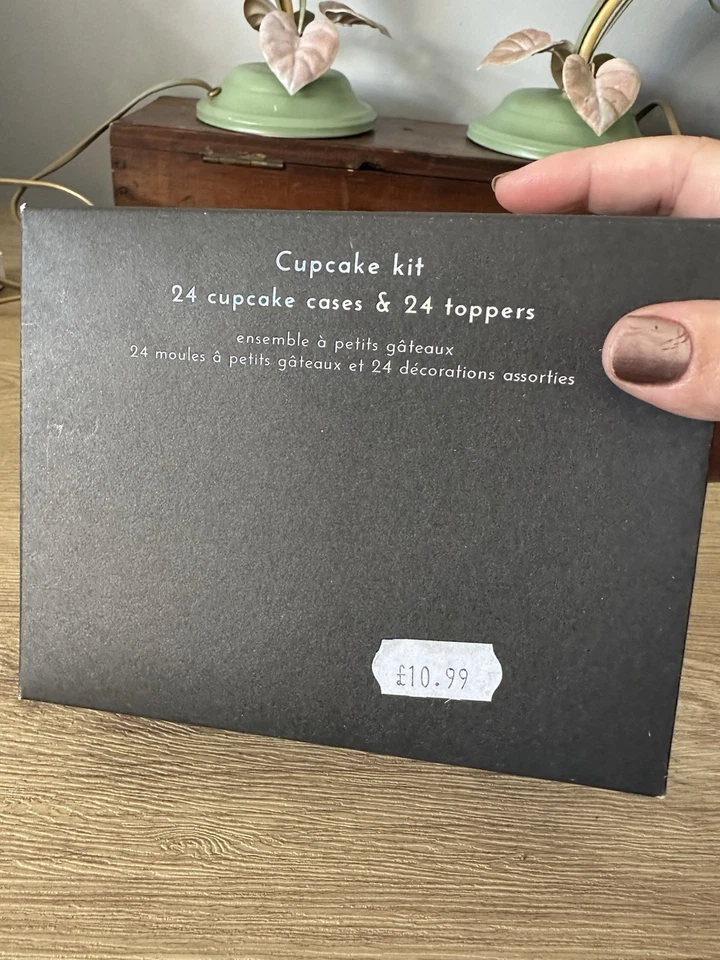 Cupcake kit
24 cupcake cases & 24 toppers
ensemble à petits gâteaux
24 moules â petits gâteaux et 24 décorations assorties
£10.99